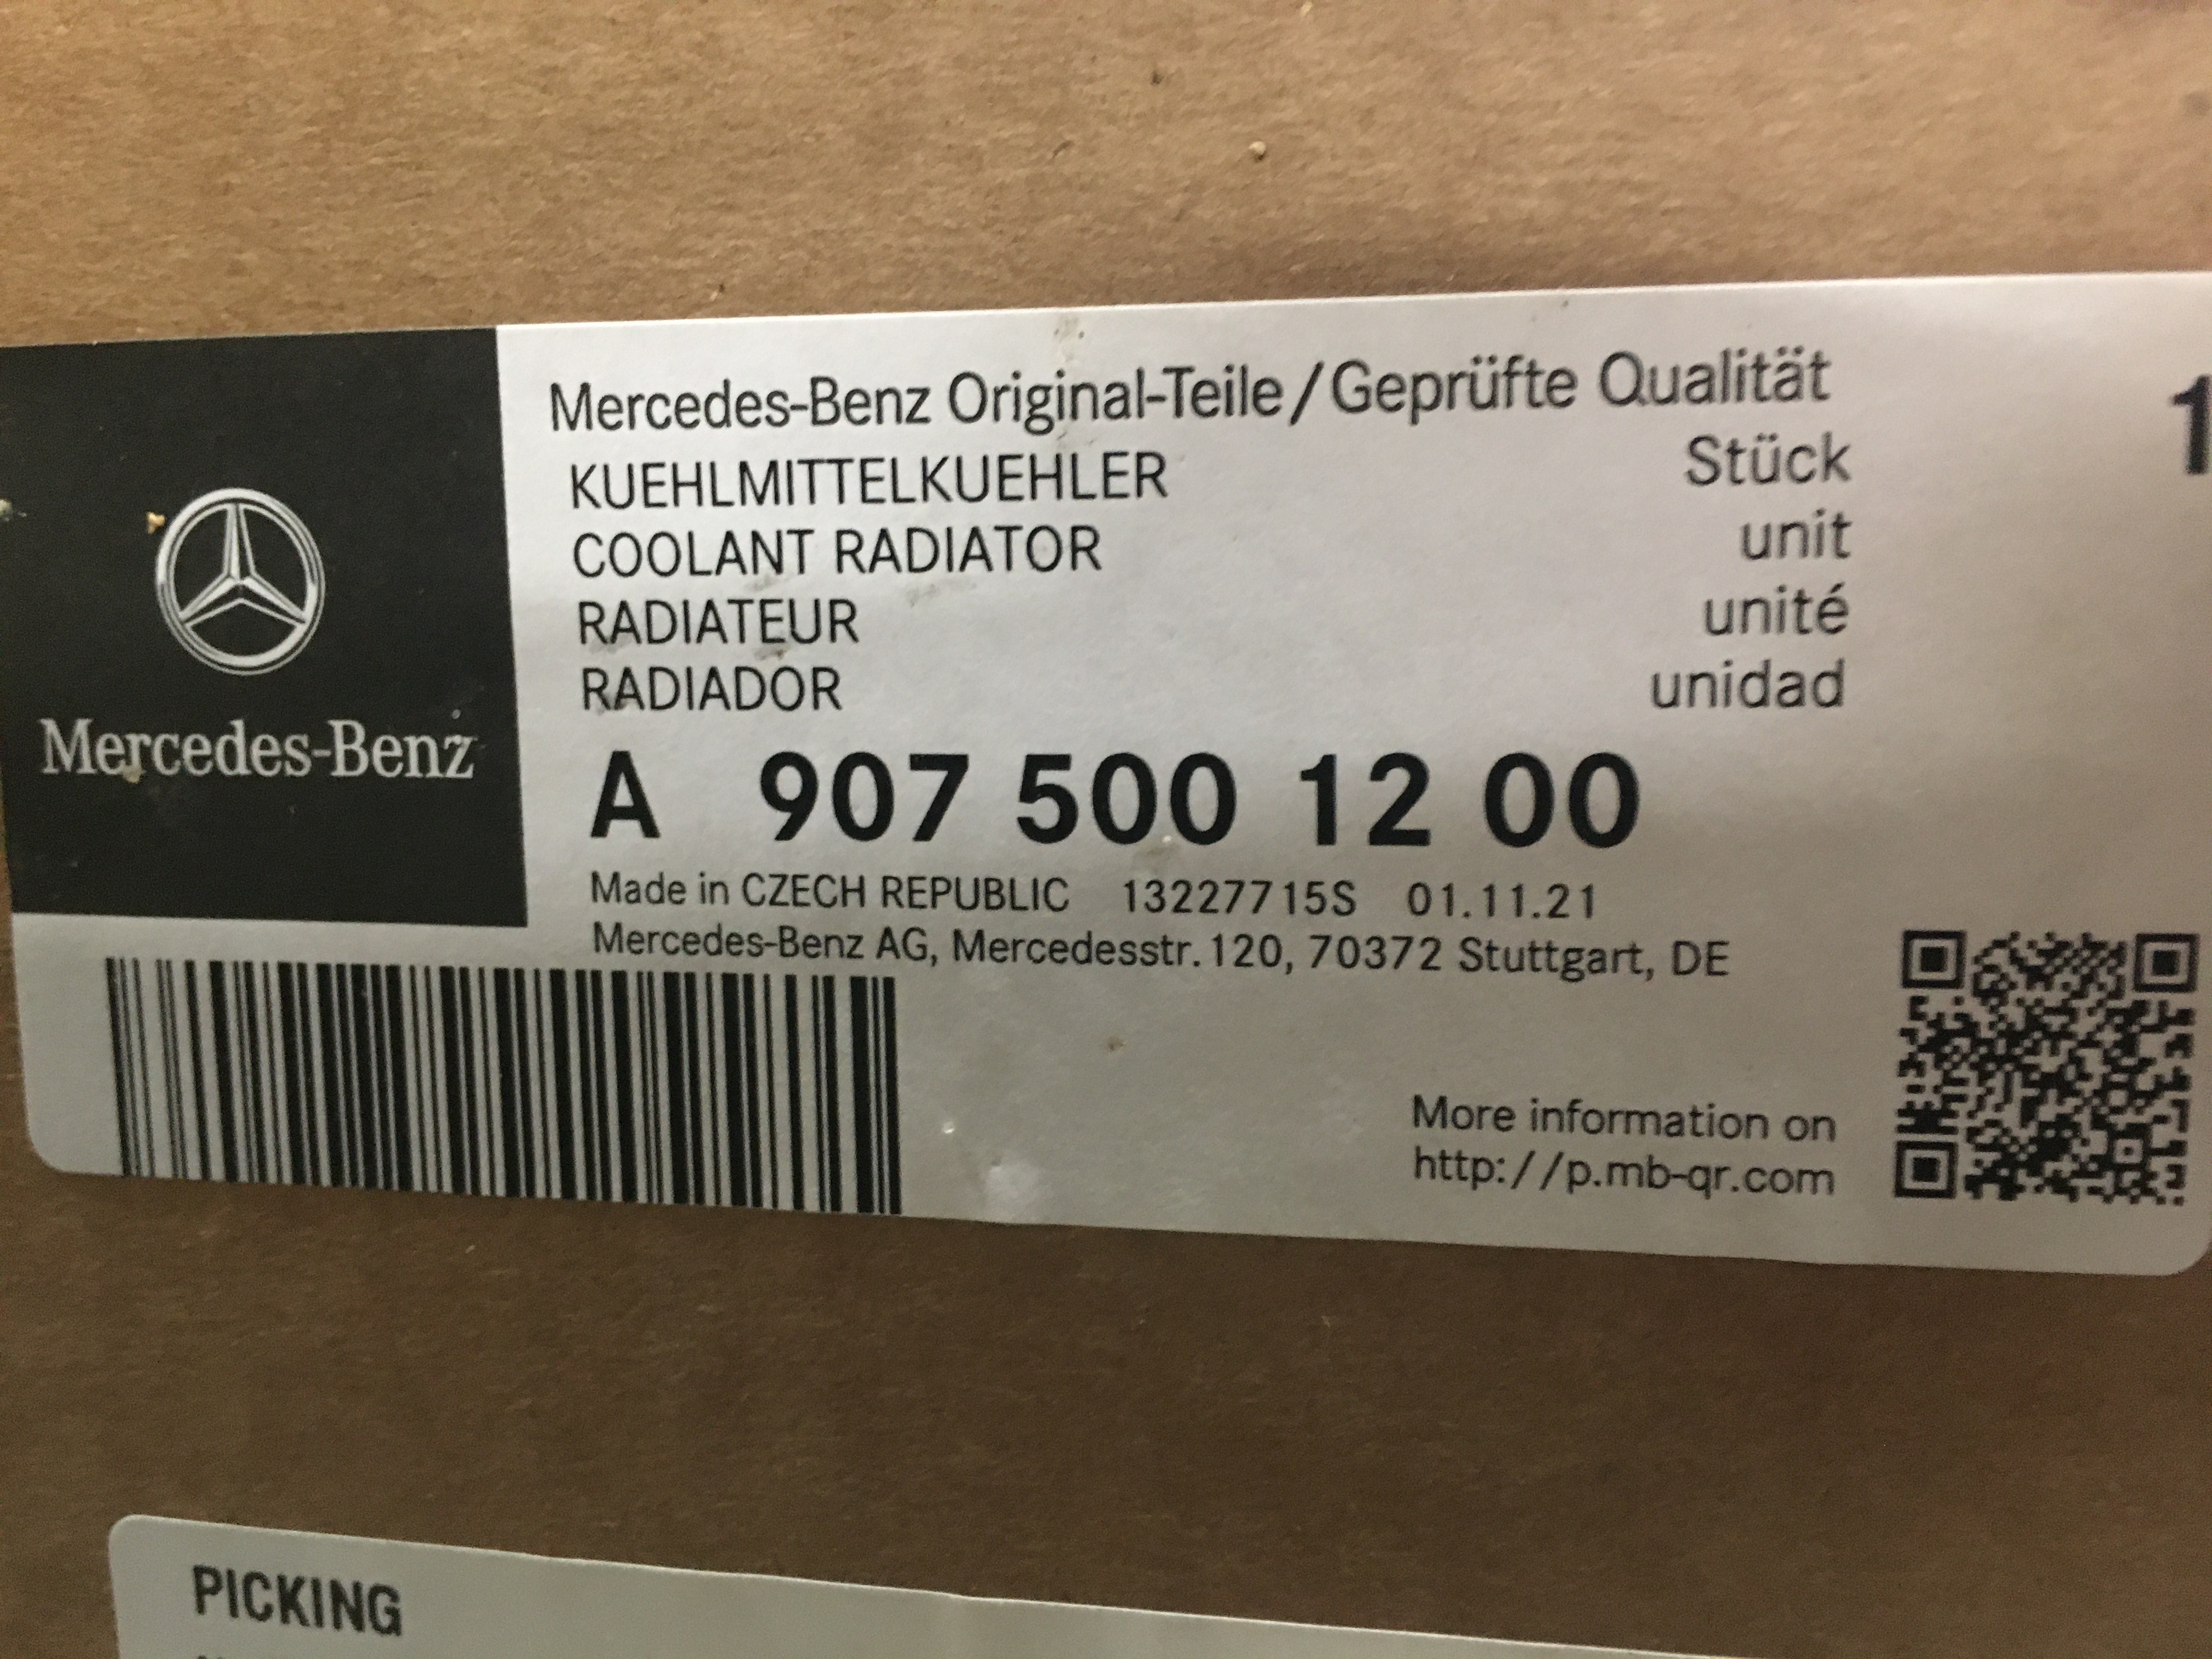 Mercedes-Benz
Mercedes-Benz Original-Teile/Geprüfte Qualität
KUEHLMITTELKUEHLER Stück 1
COOLANT RADIATOR unit
RADIATEUR unité
RADIADOR unidad
A 907 500 12 00
Made in CZECH REPUBLIC 13227715S 01.11.21
Mercedes-Benz AG, Mercedesstr.120, 70372 Stuttgart, DE
More information on
http://p.mb-qr.com
PICKING